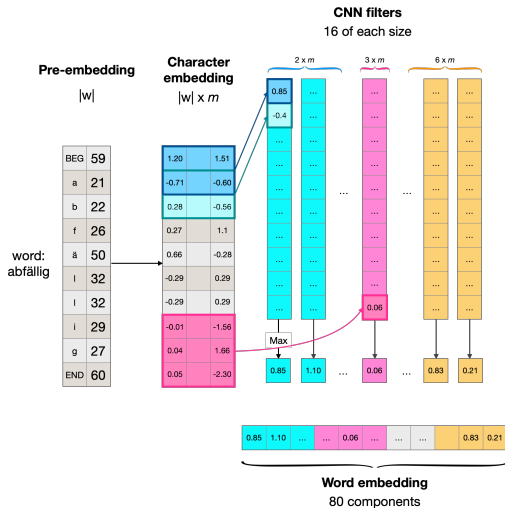 CNN filters
16 of each size
Pre-embedding
|w|
Character
embedding
|w| x m
2 x m
3 x m
6 x m
word:
abfällig
BEG 59
a 21
b 22
f 26
ä 50
l 32
l 32
i 29
g 27
END 60
1.20 1.51
-0.71 -0.60
0.28 -0.56
0.27 1.1
0.66 -0.28
-0.29 0.29
-0.29 0.29
-0.01 -1.56
0.04 1.66
0.05 -2.30
0.85 ... ... ... ...
-0.4 ... ... ... ...
... ... ... ... ...
... ... ... ... ...
... ... ... ... ... ... ...
... ... ... ... ...
... ... ... ... ...
... ... ... ... ...
... ... 0.06 ... ...
Max
0.85 1.10 ... 0.06 ... 0.83 0.21
0.85 1.10 ... ... 0.06 ... ... ... 0.83 0.21
Word embedding
80 components